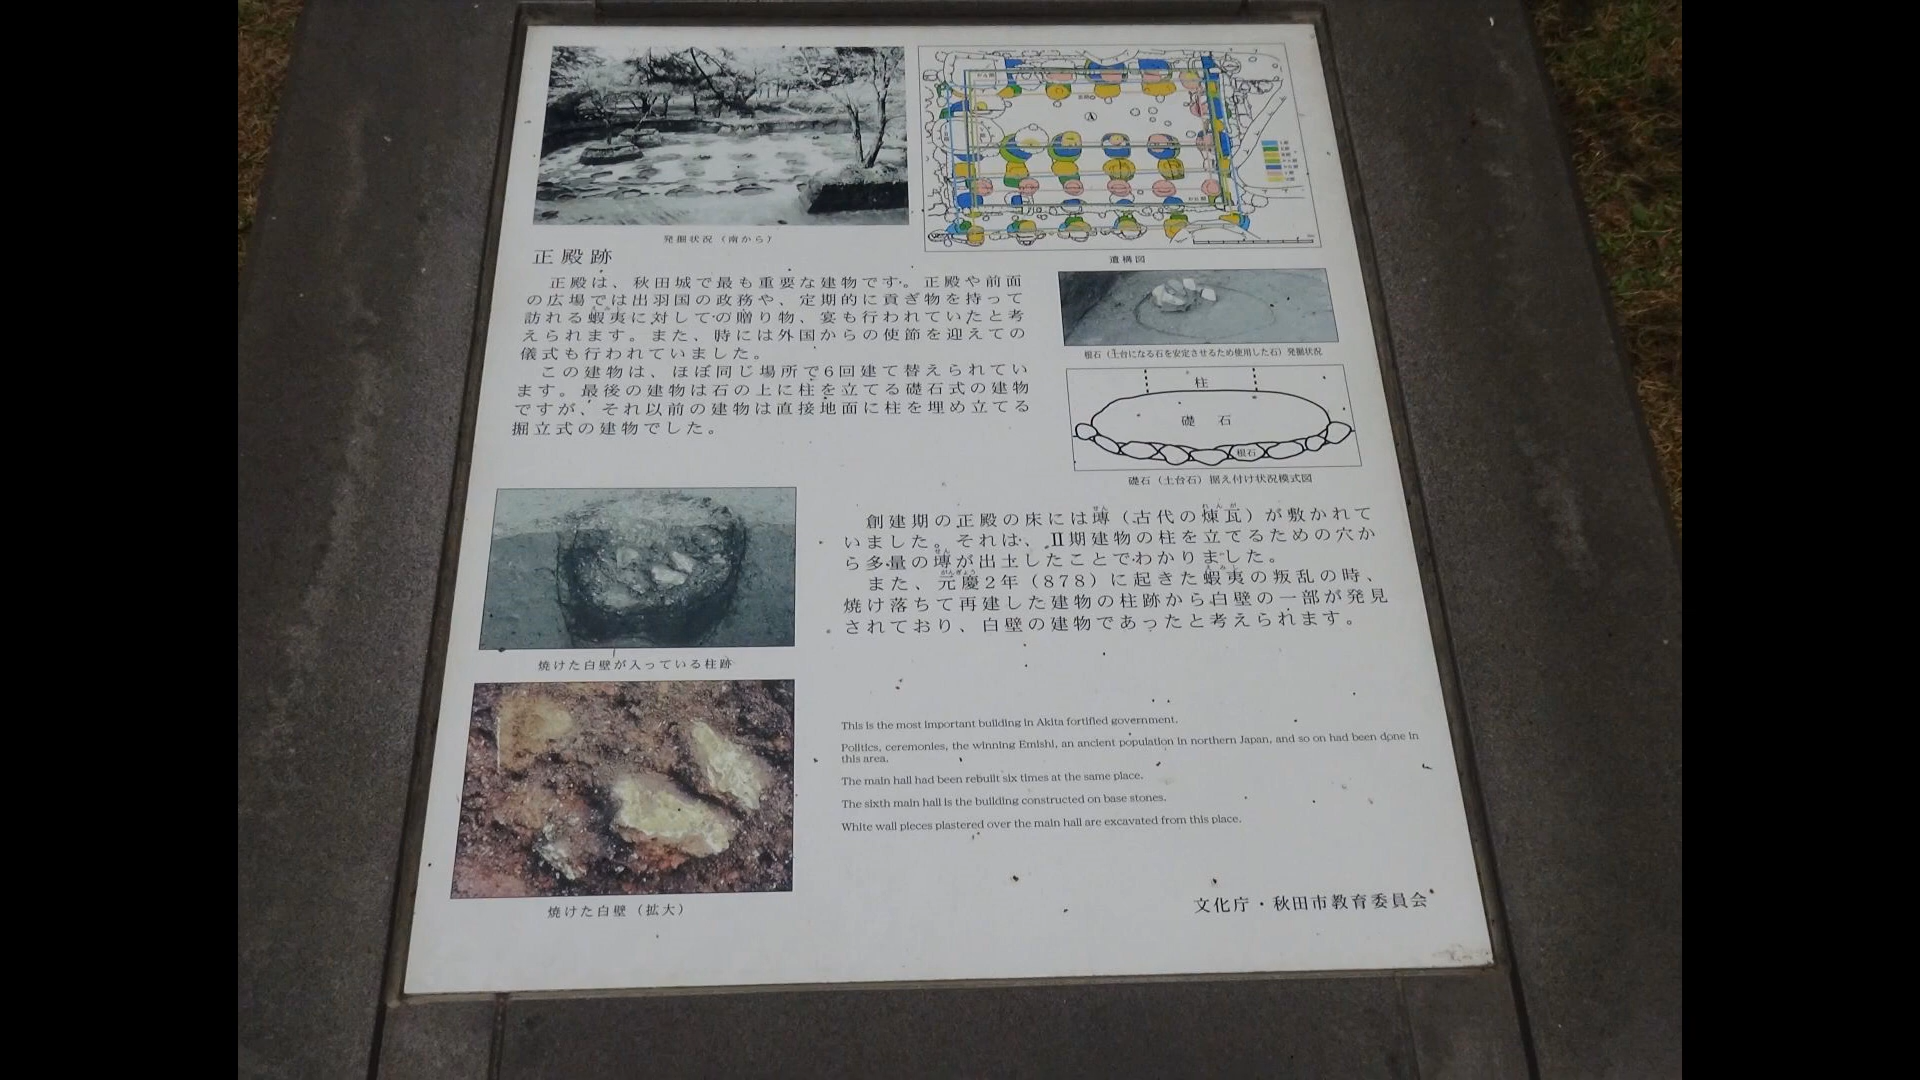 発掘状況（南から）
遺構図
正殿跡
正殿は、秋田城で最も重要な建物です。正殿や前面
の広場では出羽国の政務や、定期的に貢ぎ物を持って
訪れる蝦夷に対しての贈り物、宴も行われていたと考
えられます。また、時には外国からの使節を迎えての
儀式も行われていました。
この建物は、ほぼ同じ場所で6回建て替えられてい
ます。最後の建物は石の上に柱を立てる礎石式の建物
ですが、それ以前の建物は直接地面に柱を埋め立てる
掘立式の建物でした。
根石（土台になる石を安定させるため使用した石）発掘状況
柱
礎石
根石
礎石（土台石）据え付け状況模式図
創建期の正殿の床には塼（古代の煉瓦）が敷かれて
いました。それは、Ⅱ期建物の柱を立てるための穴か
ら多量の塼が出土したことでわかりました。
また、元慶2年（878）に起きた蝦夷の叛乱の時、
焼け落ちて再建した建物の柱跡から白壁の一部が発見
されており、白壁の建物であったと考えられます。
焼けた白壁が入っている柱跡
焼けた白壁（拡大）
This is the most important building in Akita fortified government.
Politics, ceremonies, the winning Emishi, an ancient population in northern Japan, and so on had been done in
this area.
The main hall had been rebuilt six times at the same place.
The sixth main hall is the building constructed on base stones.
White wall pieces plastered over the main hall are excavated from this place.
文化庁・秋田市教育委員会